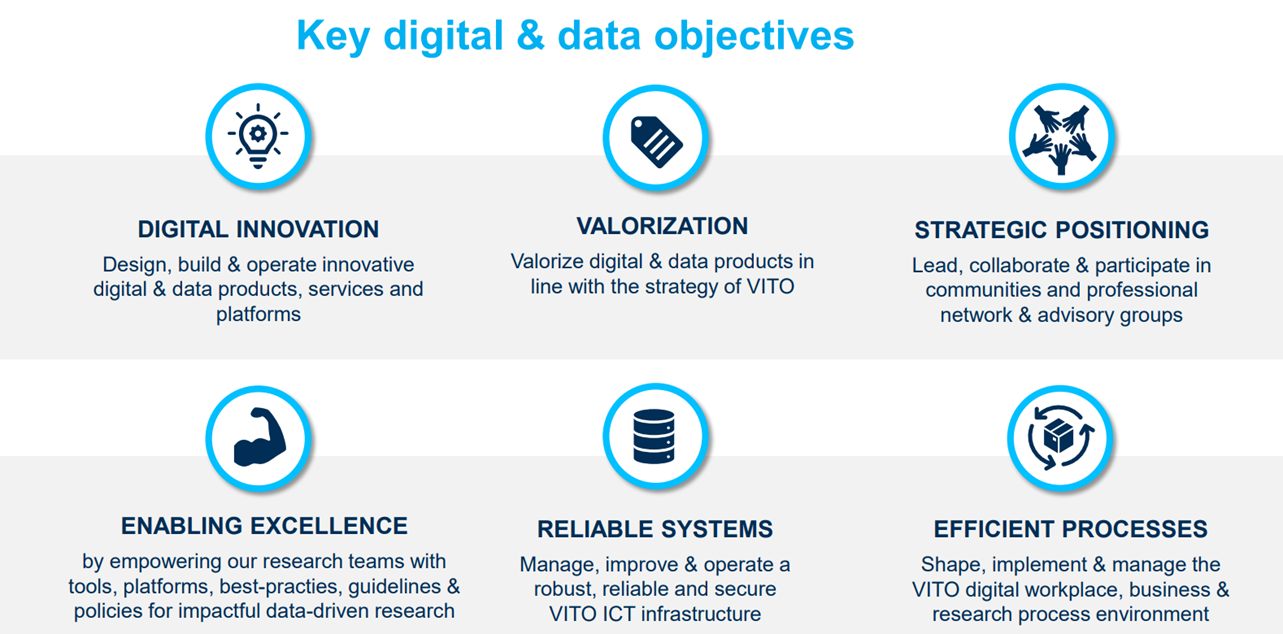 Key digital & data objectives
DIGITAL INNOVATION
Design, build & operate innovative
digital & data products, services and
platforms
VALORIZATION
Valorize digital & data products in
line with the strategy of VITO
STRATEGIC POSITIONING
Lead, collaborate & participate in
communities and professional
network & advisory groups
ENABLING EXCELLENCE
by empowering our research teams with
tools, platforms, best-practies, guidelines &
policies for impactful data-driven research
RELIABLE SYSTEMS
Manage, improve & operate a
robust, reliable and secure
VITO ICT infrastructure
EFFICIENT PROCESSES
Shape, implement & manage the
VITO digital workplace, business &
research process environment